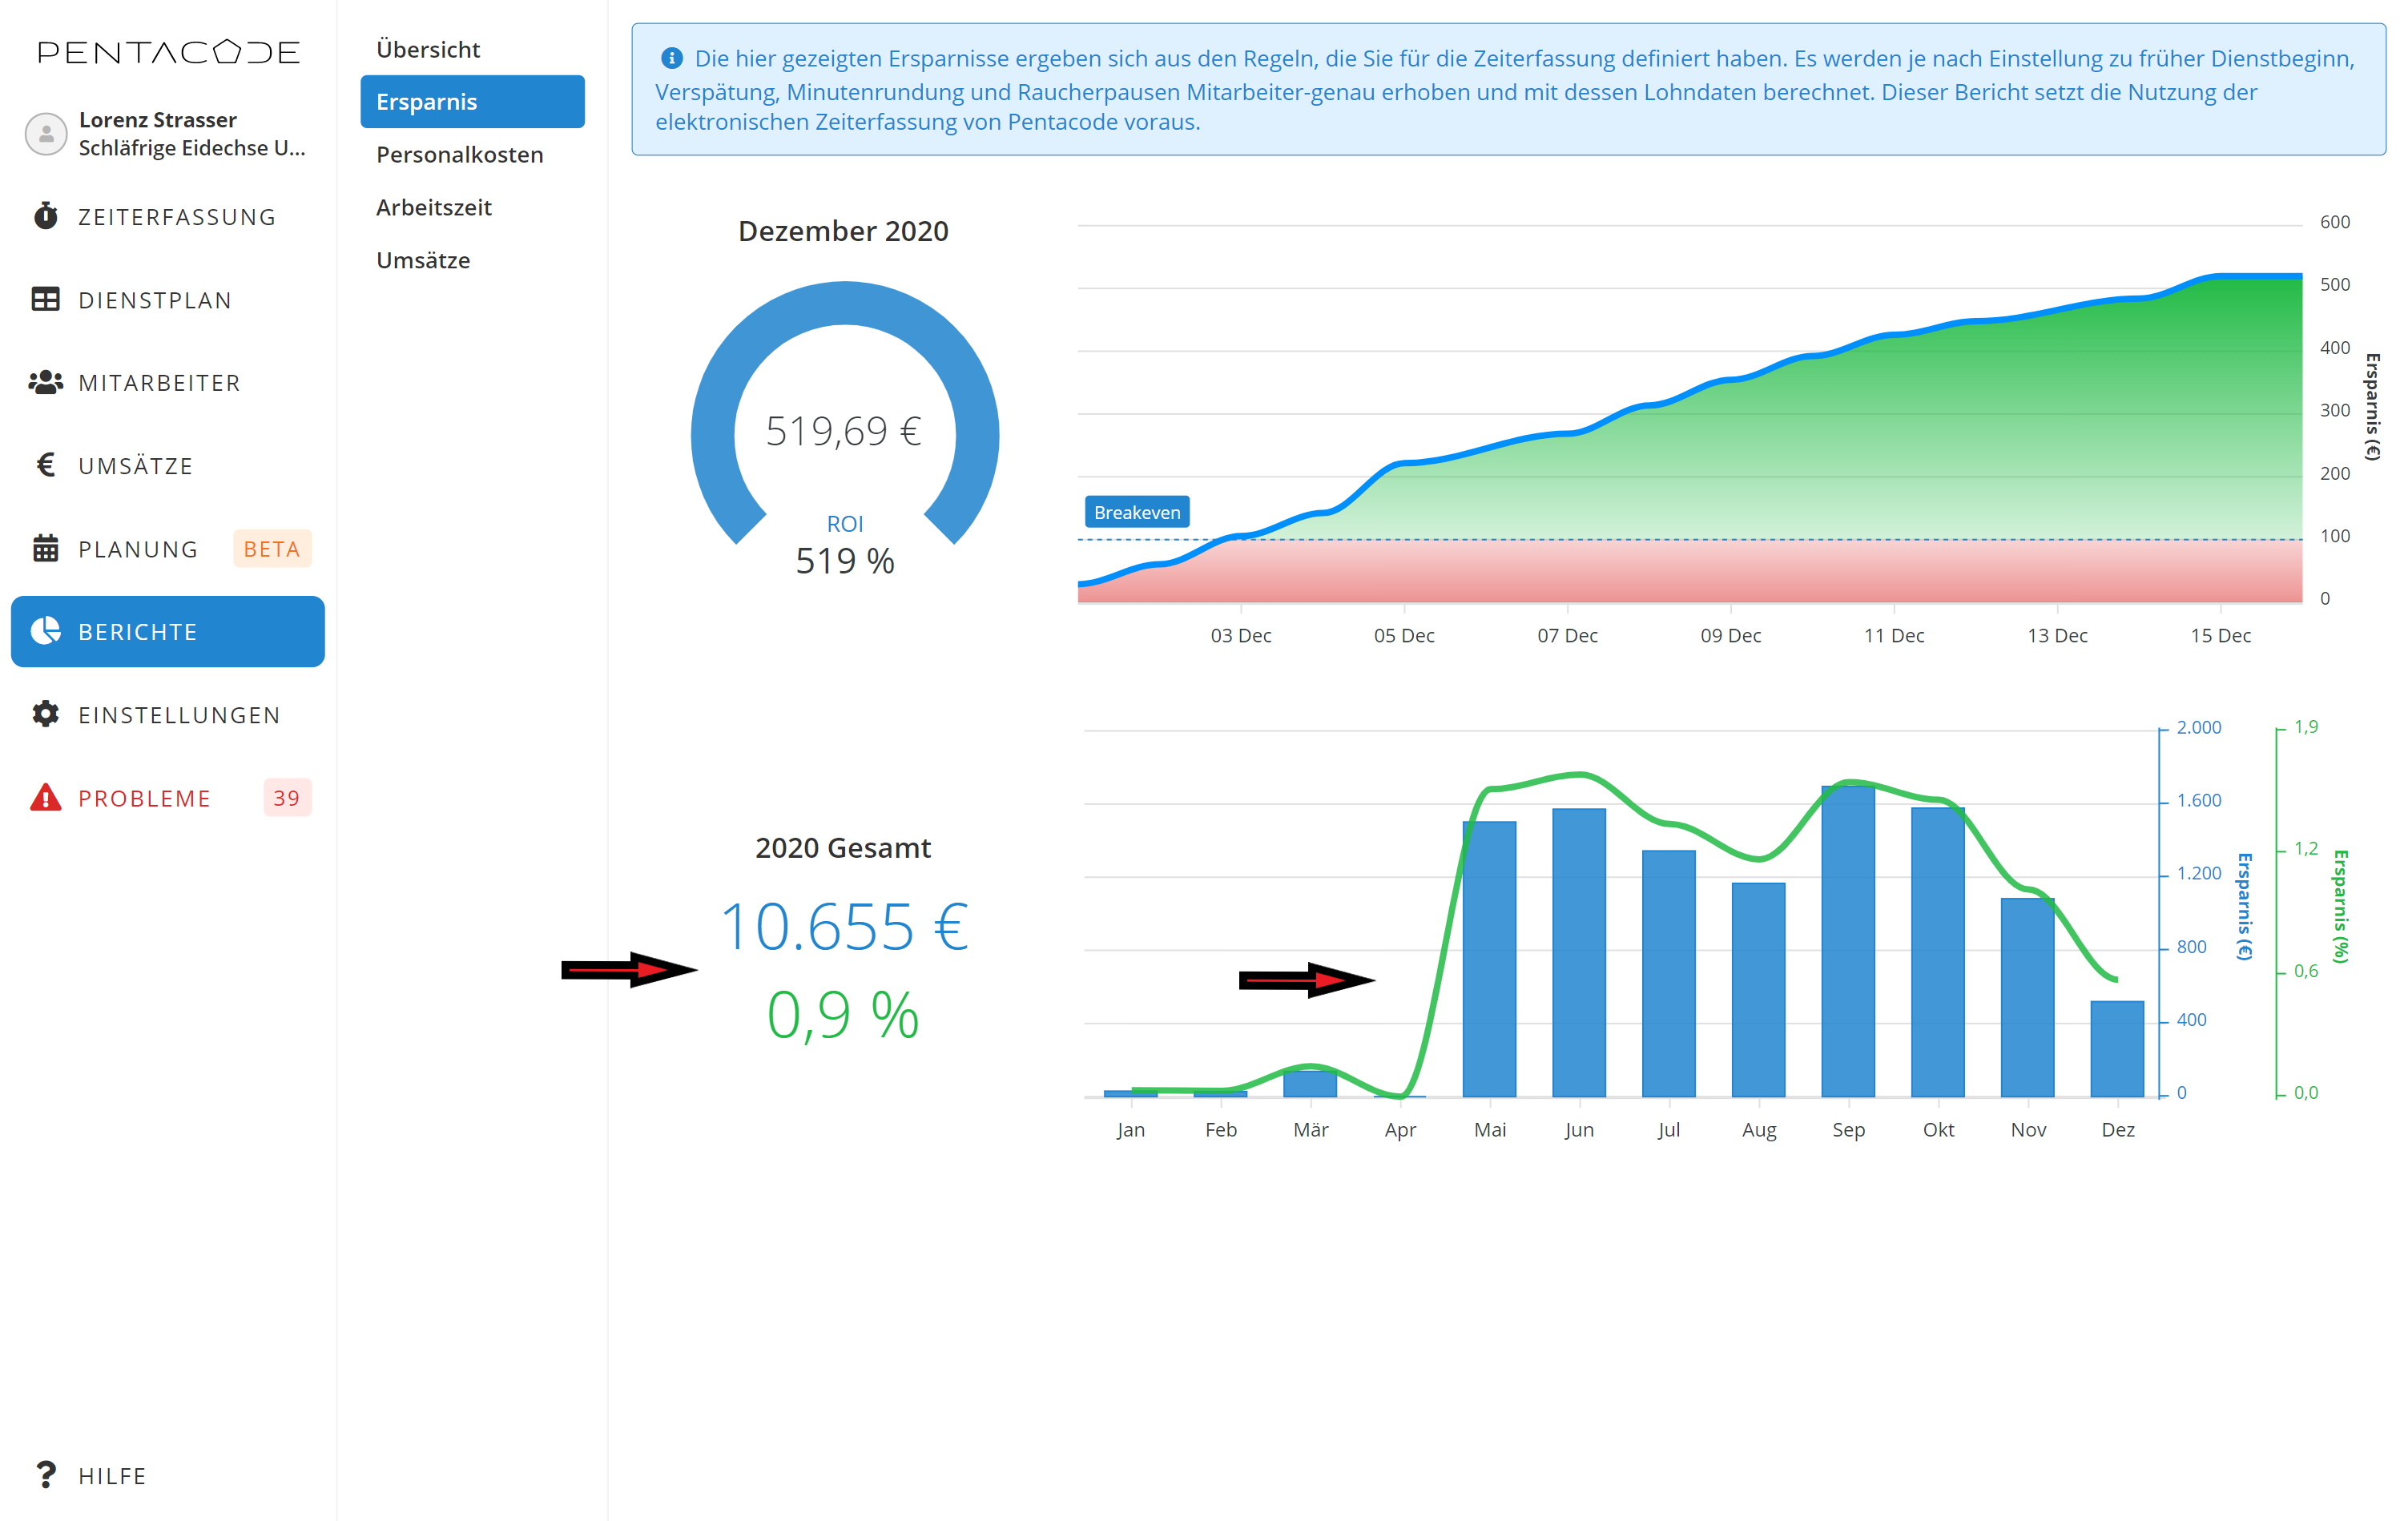 PENTACODE
Lorenz Strasser
Schläfrige Eidechse U...
ZEITERFASSUNG
DIENSTPLAN
MITARBEITER
€ UMSÄTZE
PLANUNG BETA
BERICHTE
EINSTELLUNGEN
PROBLEME 39
? HILFE
Übersicht
Ersparnis
Personalkosten
Arbeitszeit
Umsätze
Die hier gezeigten Ersparnisse ergeben sich aus den Regeln, die Sie für die Zeiterfassung definiert haben. Es werden je nach Einstellung zu früher Dienstbeginn,
Verspätung, Minutenrundung und Raucherpausen Mitarbeiter-genau erhoben und mit dessen Lohndaten berechnet. Dieser Bericht setzt die Nutzung der
elektronischen Zeiterfassung von Pentacode voraus.
Dezember 2020
519,69 €
ROI
519 %
Breakeven
600
500
400
300
200
100
0
Ersparnis (€)
03 Dec 05 Dec 07 Dec 09 Dec 11 Dec 13 Dec 15 Dec
2020 Gesamt
10.655 €
0,9 %
2.000
1.600
1.200
800
400
0
Ersparnis (€)
1,9
1,2
0,6
0,0
Ersparnis (%)
Jan Feb Mär Apr Mai Jun Jul Aug Sep Okt Nov Dez